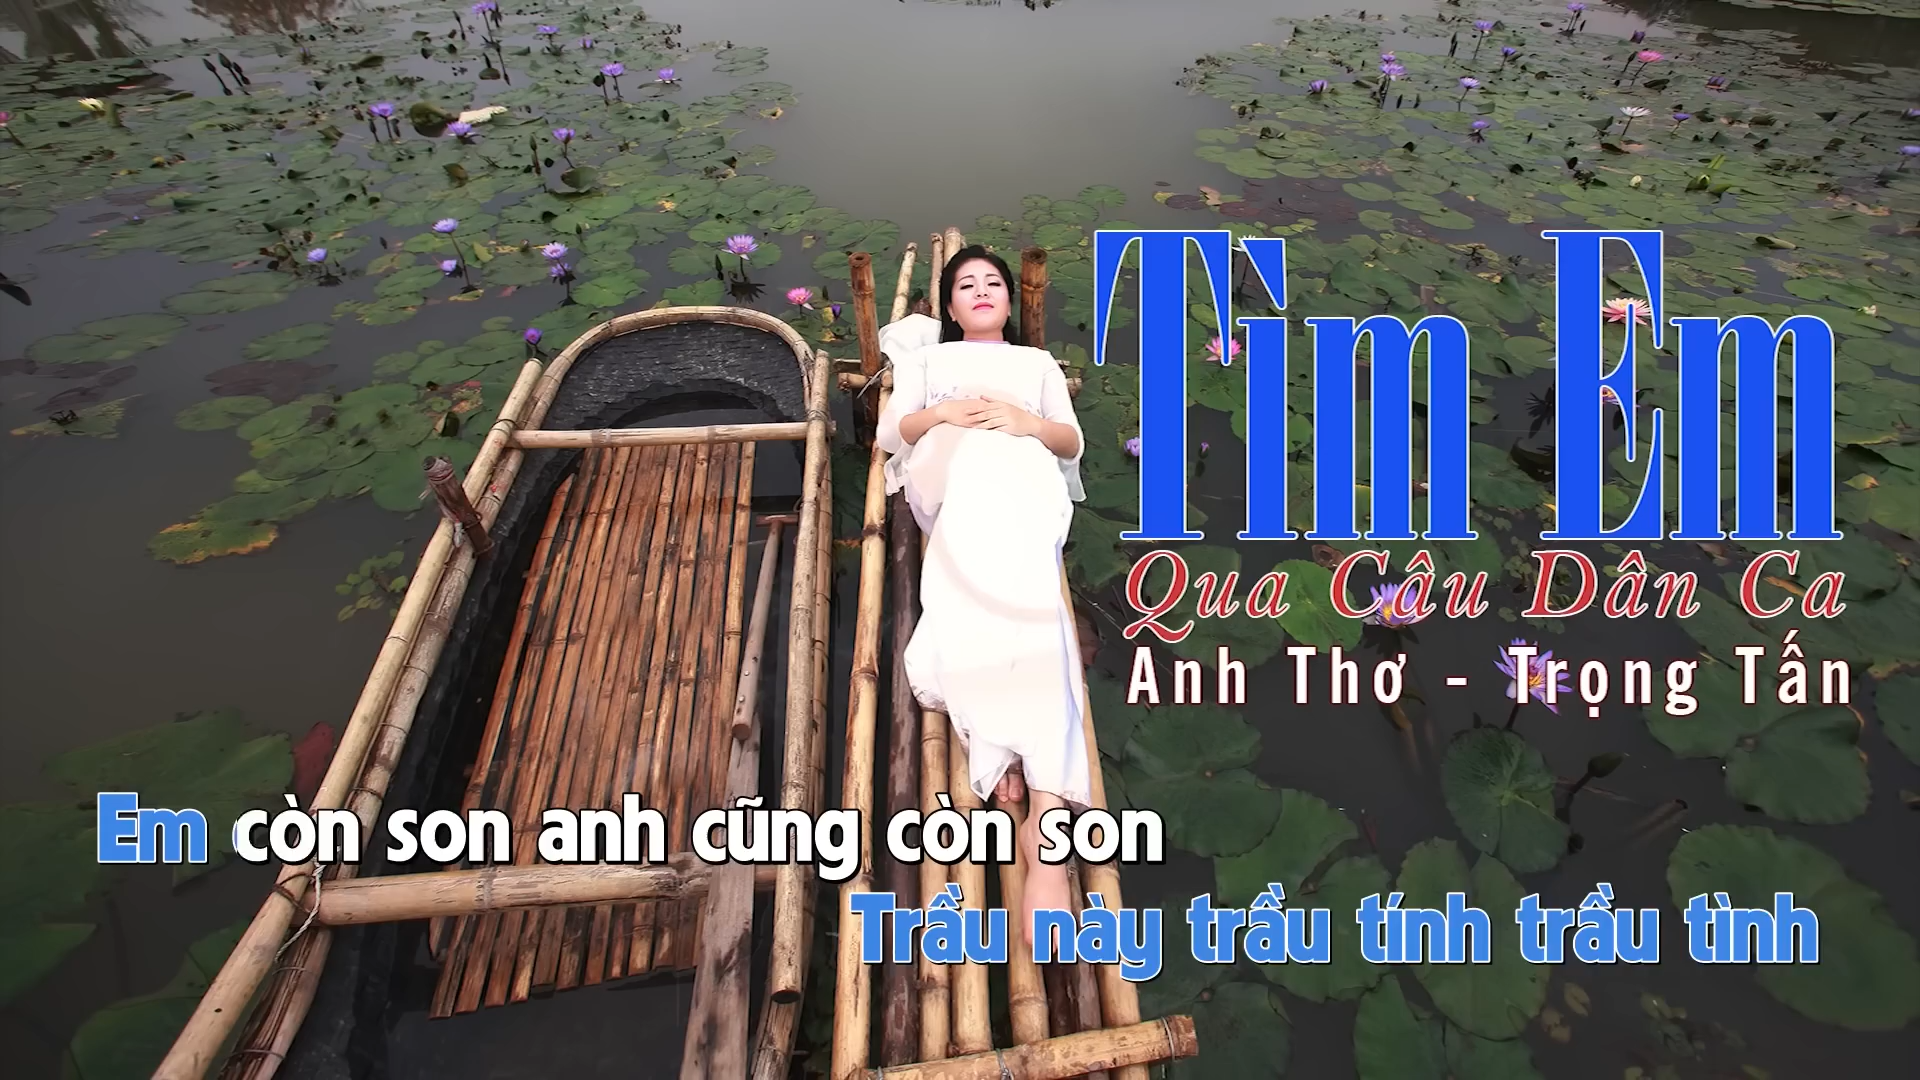 Tìm Em
Qua Câu Dân Ca
Anh Thơ - Trọng Tấn
Em còn son anh cũng còn son
Trầu này trầu tính trầu tình